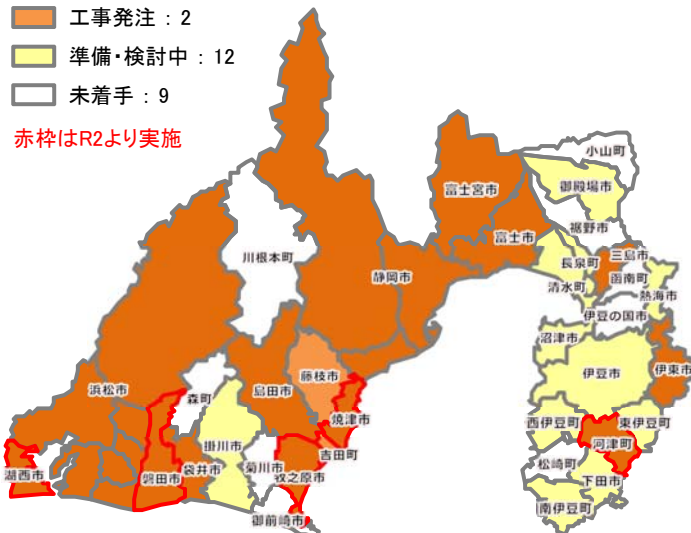 工事発注：2
準備・検討中：12
未着手：9
赤枠はR2より実施
小山町
富士宮市
御殿場市
裾野市
富士市
三島市
長泉町
函南町
川根本町
静岡市
清水町
熱海市
伊豆の国市
沼津市
藤枝市
伊豆市
伊東市
浜松市
島田市
森町
焼津市
西伊豆町
東伊豆町
掛川市
河津町
吉田町
菊川市
松崎町
湖西市
磐田市
袋井市
牧之原市
下田市
南伊豆町
御前崎市